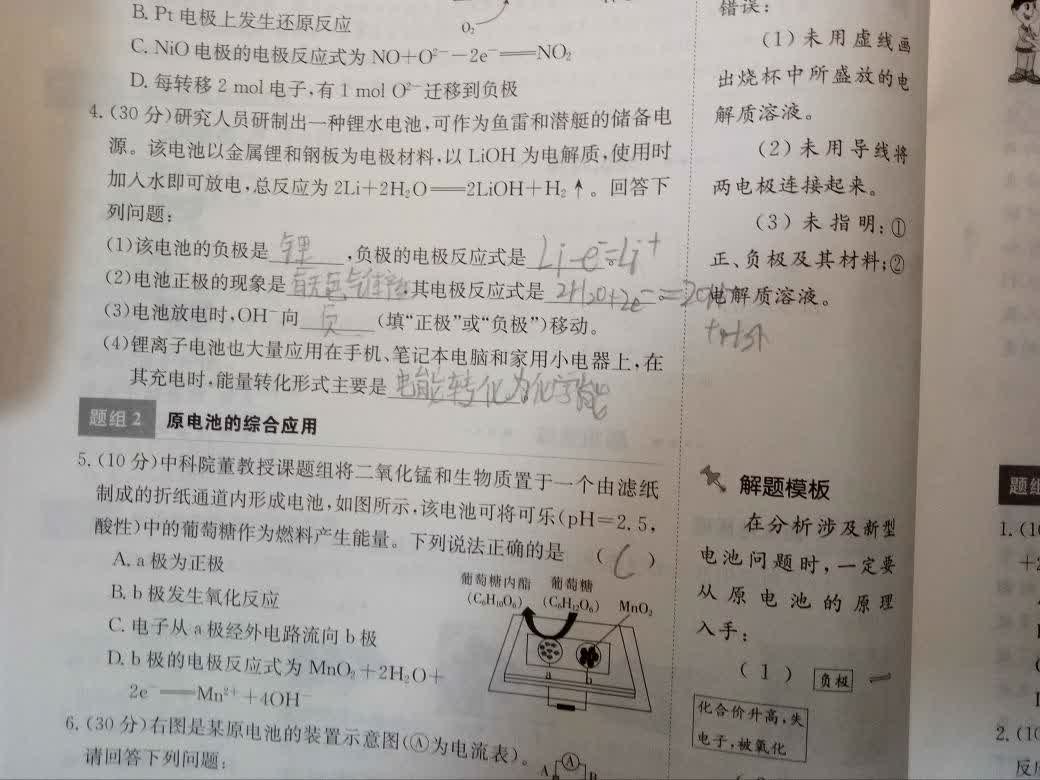 B. Pt 电极上发生还原反应
O₂
C. NiO 电极的电极反应式为 NO+O²⁻−2e⁻══NO₂
D. 每转移 2 mol 电子,有 1 mol O²⁻ 迁移到负极
4. (30 分)研究人员研制出一种锂水电池,可作为鱼雷和潜艇的储备电
源。该电池以金属锂和钢板为电极材料,以 LiOH 为电解质,使用时
加入水即可放电,总反应为 2Li+2H₂O══2LiOH+H₂↑。回答下
列问题:
(1)该电池的负极是 锂 ,负极的电极反应式是 Li-e⁻=Li⁺
(2)电池正极的现象是 有无色气体产生 其电极反应式是 2H₂O+2e⁻==2OH⁻
+H₂↑
(3)电池放电时,OH⁻向 负 (填“正极”或“负极”)移动。
(4)锂离子电池也大量应用在手机、笔记本电脑和家用小电器上,在
其充电时,能量转化形式主要是 电能转化为化学能
题组 2 原电池的综合应用
5. (10 分)中科院董教授课题组将二氧化锰和生物质置于一个由滤纸
制成的折纸通道内形成电池,如图所示,该电池可将可乐(pH=2.5,
酸性)中的葡萄糖作为燃料产生能量。下列说法正确的是 ( C )
A. a 极为正极
B. b 极发生氧化反应
C. 电子从 a 极经外电路流向 b 极
D. b 极的电极反应式为 MnO₂+2H₂O+
2e⁻══Mn²⁺+4OH⁻
葡萄糖内酯 葡萄糖
(C₆H₁₀O₆) (C₆H₁₂O₆) MnO₂
a b
6. (30 分)右图是某原电池的装置示意图(Ⓐ为电流表)。
请回答下列问题:
A Ⓐ B
错误:
(1) 未用虚线画
出烧杯中所盛放的电
解质溶液。
(2) 未用导线将
两电极连接起来。
(3) 未指明:①
正、负极及其材料;②
电解质溶液。
解题模板
在分析涉及新型
电池问题时,一定要
从原电池的原理
入手:
(1) 负极
化合价升高,失
电子,被氧化
题组
1. (10
2. (10
反应